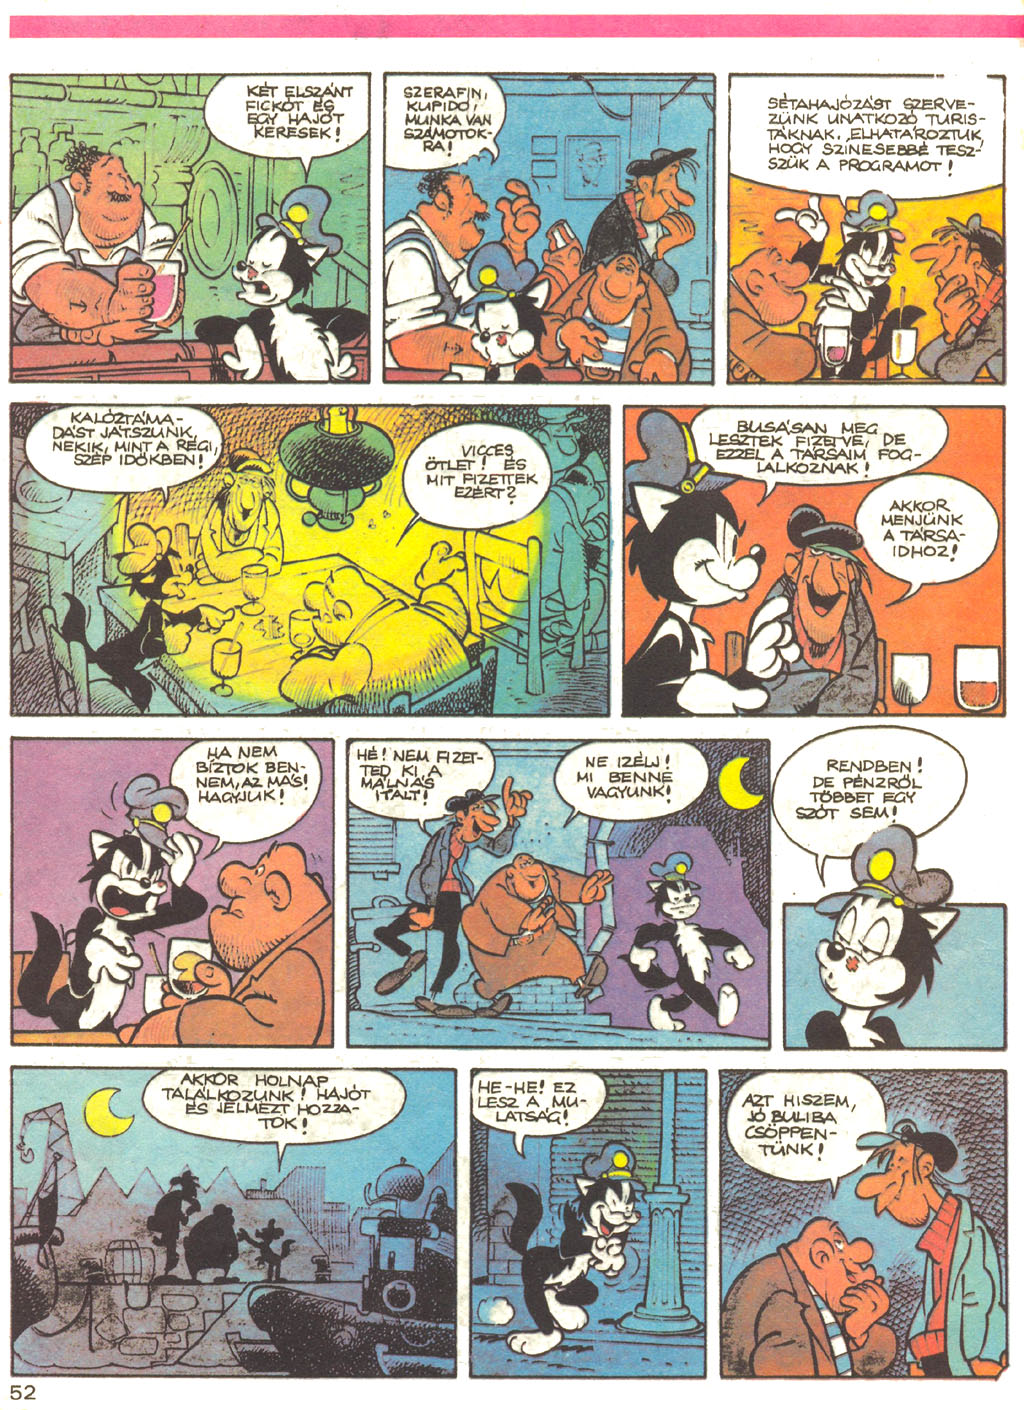 KÉT ELSZÁNT
FICKÓT ÉS
EGY HAJÓT
KERESEK!
SZERAFIN,
KUPIDÓ,
MUNKA VAN
SZÁMOTOK-
RA!
SÉTAHAJÓZÁST SZERVE-
ZÜNK UNATKOZÓ TURIS-
TÁKNAK. ELHATÁROZTUK,
HOGY SZINESEBBÉ TESZ-
SZÜK A PROGRAMOT!
KALÓZTÁMA-
DÁST JÁTSZUNK
NEKIK, MINT A RÉGI,
SZÉP IDŐKBEN!
VICCES
ÖTLET! ÉS
MIT FIZETTEK
EZÉRT?
BUSÁSAN MEG
LESZTEK FIZETVE, DE
EZZEL A TÁRSAIM FOG-
LALKOZNAK!
AKKOR
MENJÜNK
A TÁRSA-
IDHOZ!
HA NEM
BÍZTOK BEN-
NEM, AZ MÁS!
HAGYJUK!
HÉ! NEM FIZET-
TED KI A
MÁLNÁS
ITALT!
NE IZÉLJ!
MI BENNE
VAGYUNK!
RENDBEN!
DE PÉNZRŐL
TÖBBET EGY
SZÓT SEM!
AKKOR HOLNAP
TALÁLKOZUNK! HAJÓT
ÉS JELMEZT HOZZA-
TOK!
HE-HE! EZ
LESZ A MU-
LATSÁG!
AZT HISZEM,
JÓ BULIBA
CSÖPPEN-
TÜNK!
52